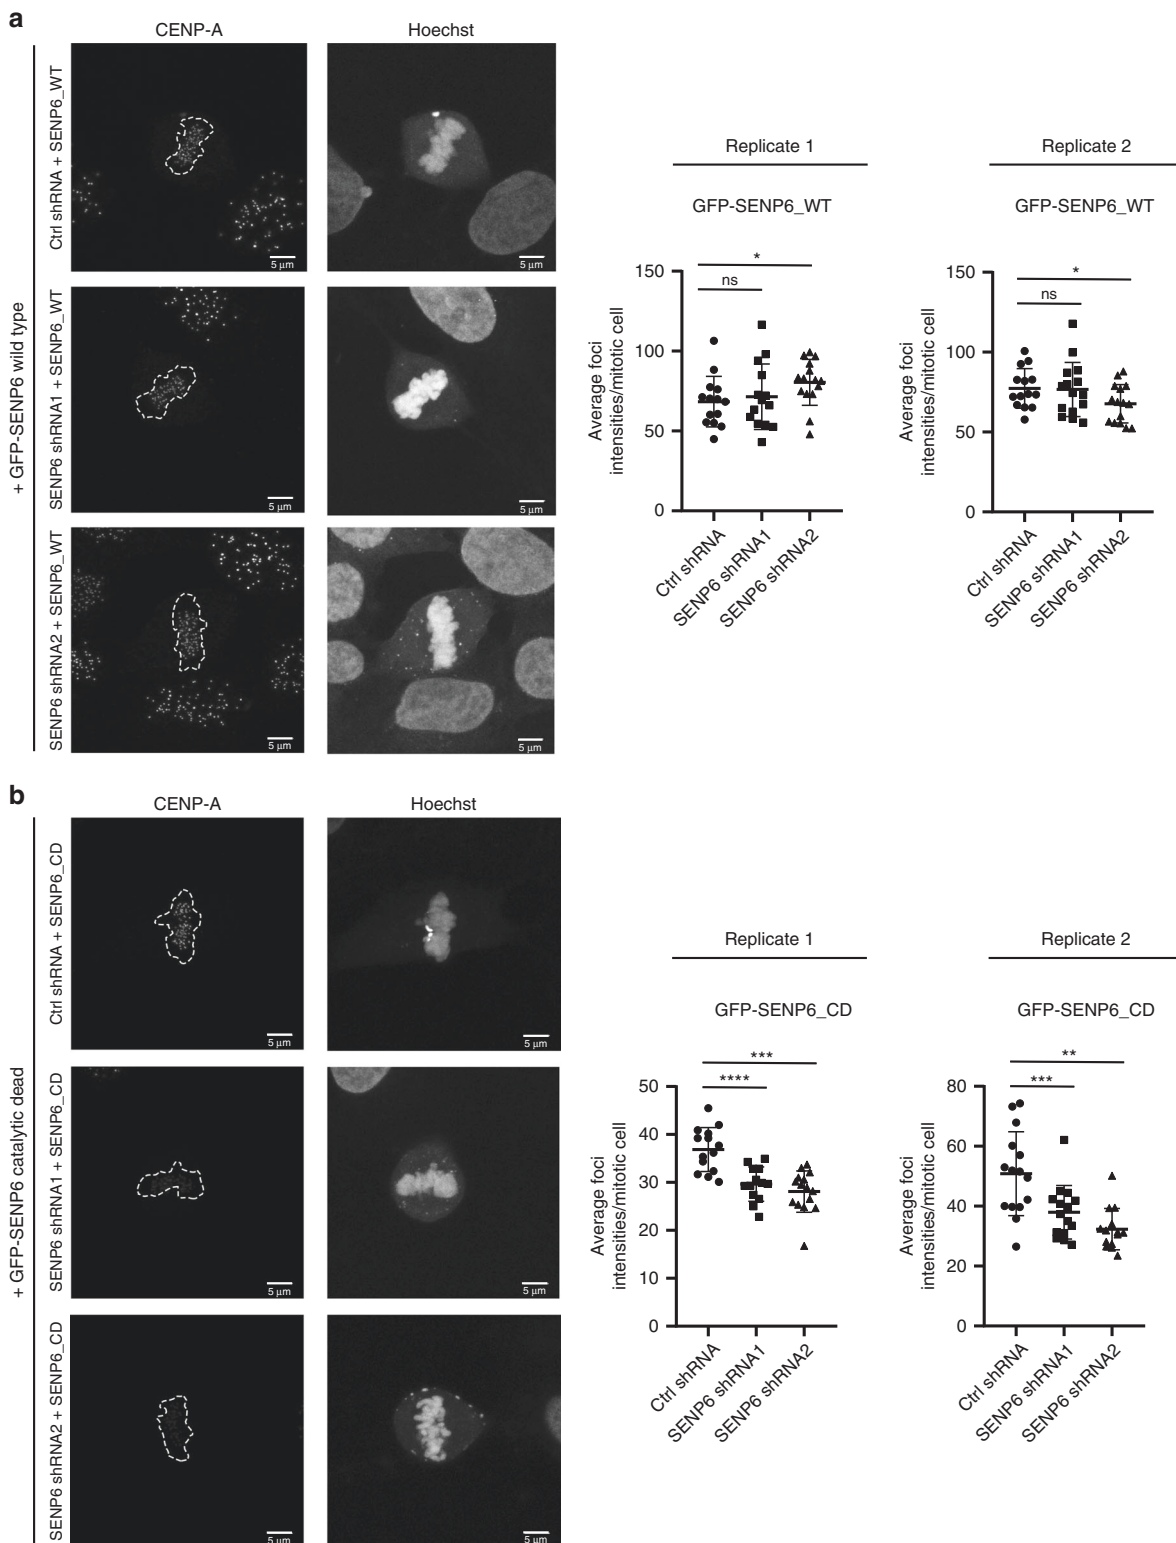 a
CENP-A
Hoechst
+ GFP-SENP6 wild type
Ctrl shRNA + SENP6_WT
5 µm
5 µm
SENP6 shRNA1 + SENP6_WT
5 µm
5 µm
SENP6 shRNA2 + SENP6_WT
5 µm
5 µm
Replicate 1
GFP-SENP6_WT
*
ns
150
100
50
0
Average foci
intensities/mitotic cell
Ctrl shRNA
SENP6 shRNA1
SENP6 shRNA2
Replicate 2
GFP-SENP6_WT
*
ns
150
100
50
0
Average foci
intensities/mitotic cell
Ctrl shRNA
SENP6 shRNA1
SENP6 shRNA2
b
CENP-A
Hoechst
+ GFP-SENP6 catalytic dead
Ctrl shRNA + SENP6_CD
5 µm
5 µm
SENP6 shRNA1 + SENP6_CD
5 µm
5 µm
SENP6 shRNA2 + SENP6_CD
5 µm
5 µm
Replicate 1
GFP-SENP6_CD
***
****
50
40
30
20
10
0
Average foci
intensities/mitotic cell
Ctrl shRNA
SENP6 shRNA1
SENP6 shRNA2
Replicate 2
GFP-SENP6_CD
**
***
80
60
40
20
0
Average foci
intensities/mitotic cell
Ctrl shRNA
SENP6 shRNA1
SENP6 shRNA2